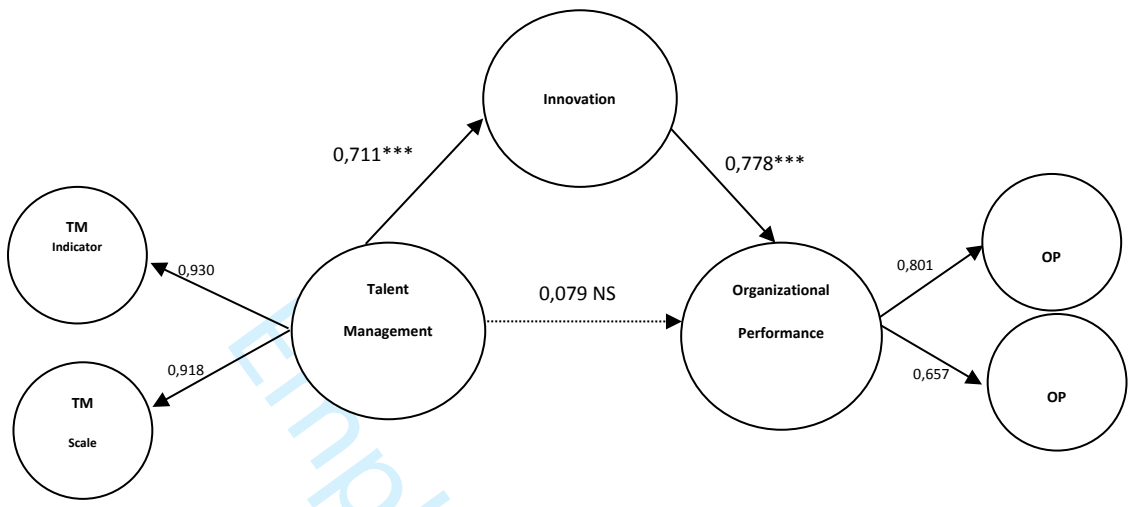 Innovation
0,711***
0,778***
TM
Indicator
0,930
Talent
Management
0,079 NS
Organizational
Performance
0,801
OP
0,918
TM
Scale
0,657
OP